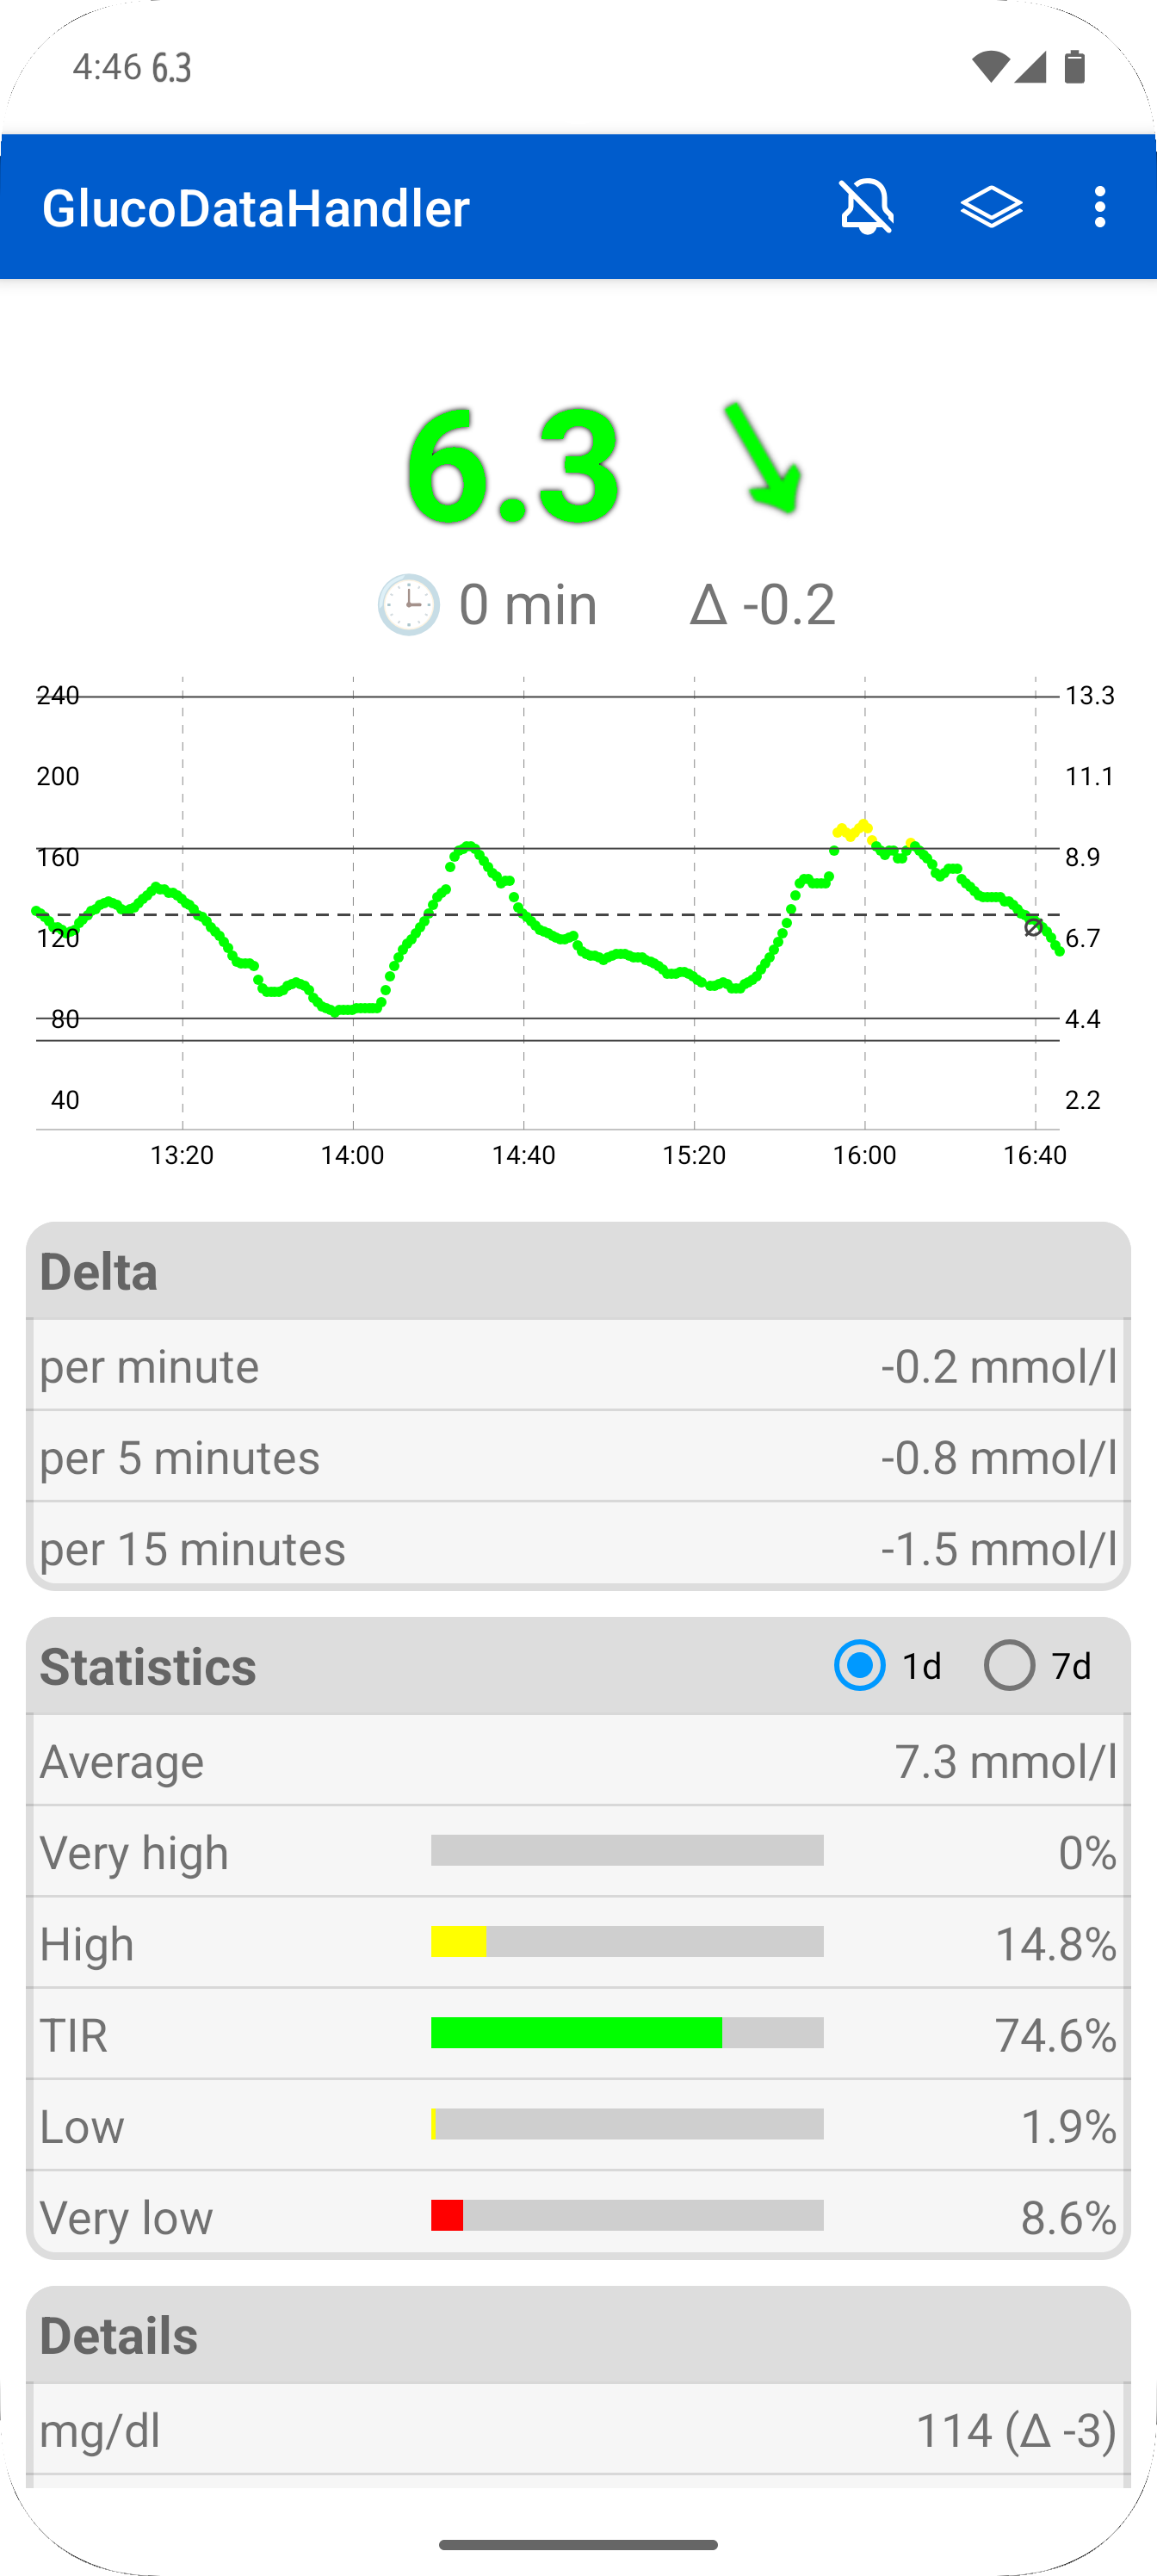 4:46 6.3
GlucoDataHandler
6.3
0 min Δ -0.2
240 13.3
200 11.1
160 8.9
120 6.7
80 4.4
40 2.2
13:20 14:00 14:40 15:20 16:00 16:40
Delta
per minute -0.2 mmol/l
per 5 minutes -0.8 mmol/l
per 15 minutes -1.5 mmol/l
Statistics 1d 7d
Average 7.3 mmol/l
Very high 0%
High 14.8%
TIR 74.6%
Low 1.9%
Very low 8.6%
Details
mg/dl 114 (Δ -3)